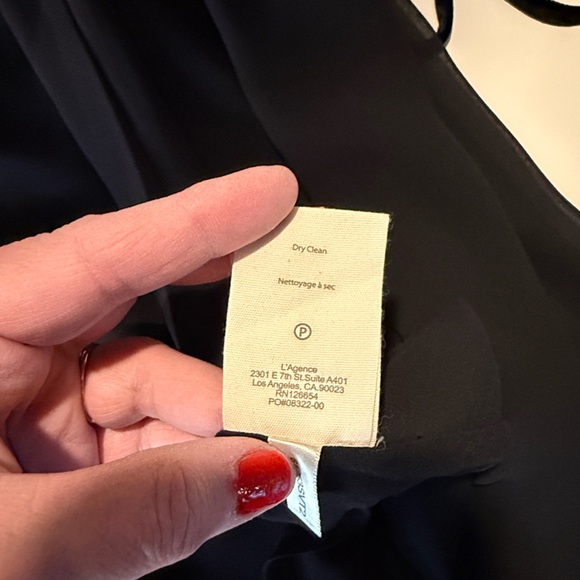 Dry Clean
Nettoyage à sec
P
L'Agence
2301 E 7th St.Suite A401
Los Angeles, CA.90023
RN126654
PO#08322-00